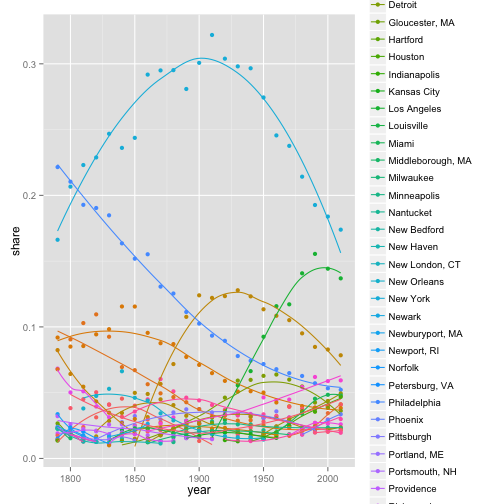 share
0.3
0.2
0.1
0.0
1800
1850
1900
1950
2000
year
Detroit
Gloucester, MA
Hartford
Houston
Indianapolis
Kansas City
Los Angeles
Louisville
Miami
Middleborough, MA
Milwaukee
Minneapolis
Nantucket
New Bedford
New Haven
New London, CT
New Orleans
New York
Newark
Newburyport, MA
Newport, RI
Norfolk
Petersburg, VA
Philadelphia
Phoenix
Pittsburgh
Portland, ME
Portsmouth, NH
Providence